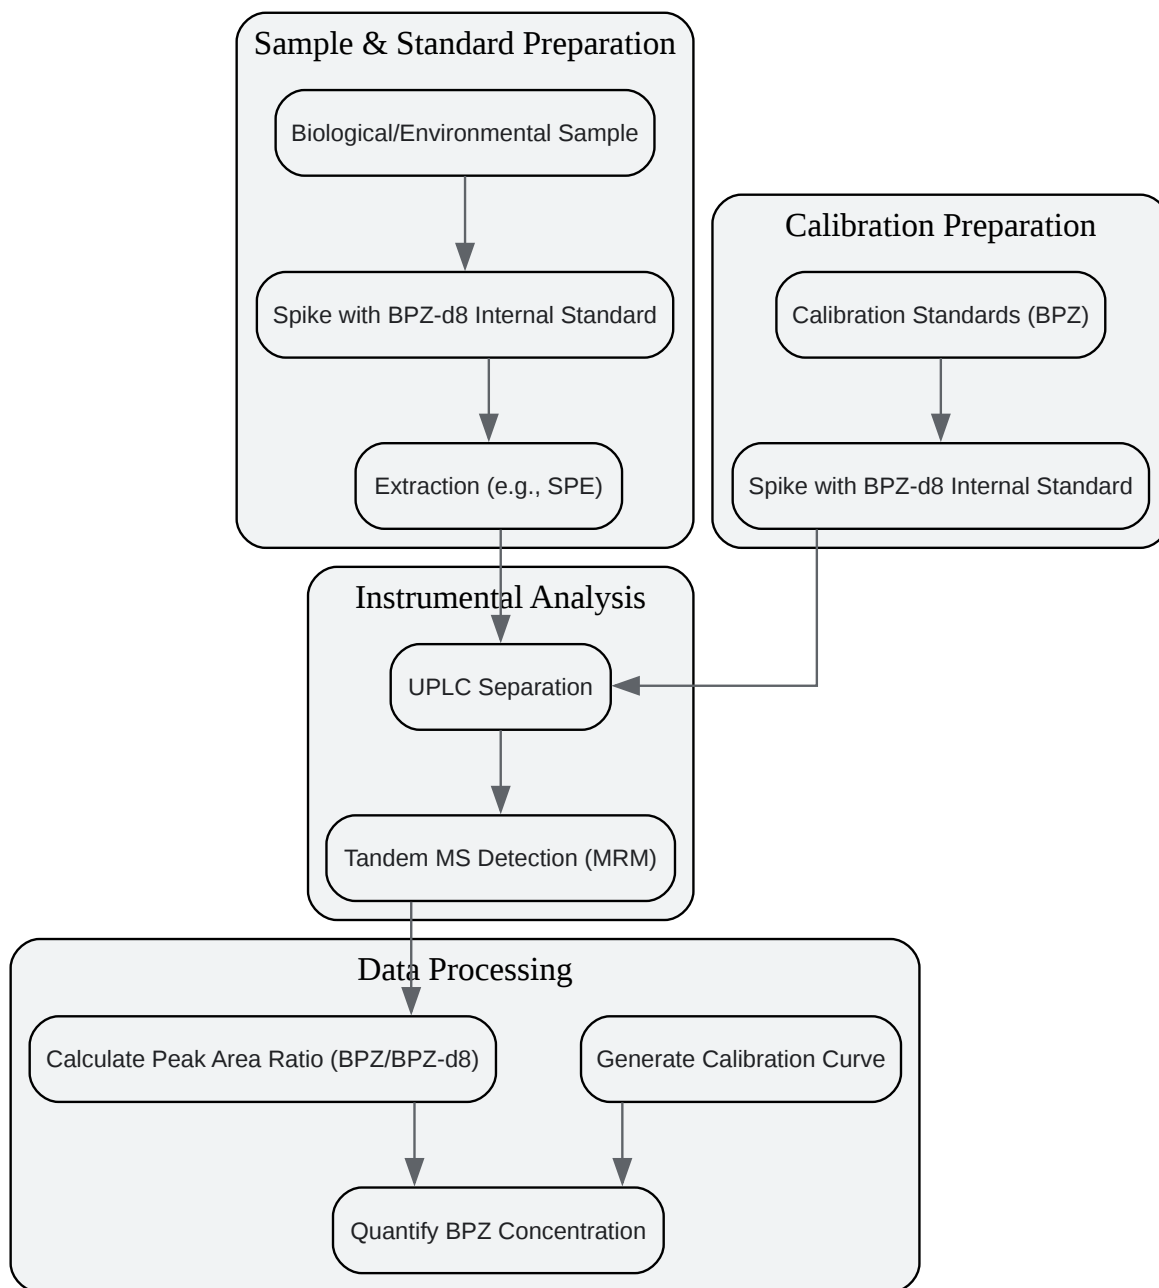 Sample & Standard Preparation
Biological/Environmental Sample
Spike with BPZ-d8 Internal Standard
Extraction (e.g., SPE)
Calibration Preparation
Calibration Standards (BPZ)
Spike with BPZ-d8 Internal Standard
Instrumental Analysis
UPLC Separation
Tandem MS Detection (MRM)
Data Processing
Calculate Peak Area Ratio (BPZ/BPZ-d8)
Generate Calibration Curve
Quantify BPZ Concentration